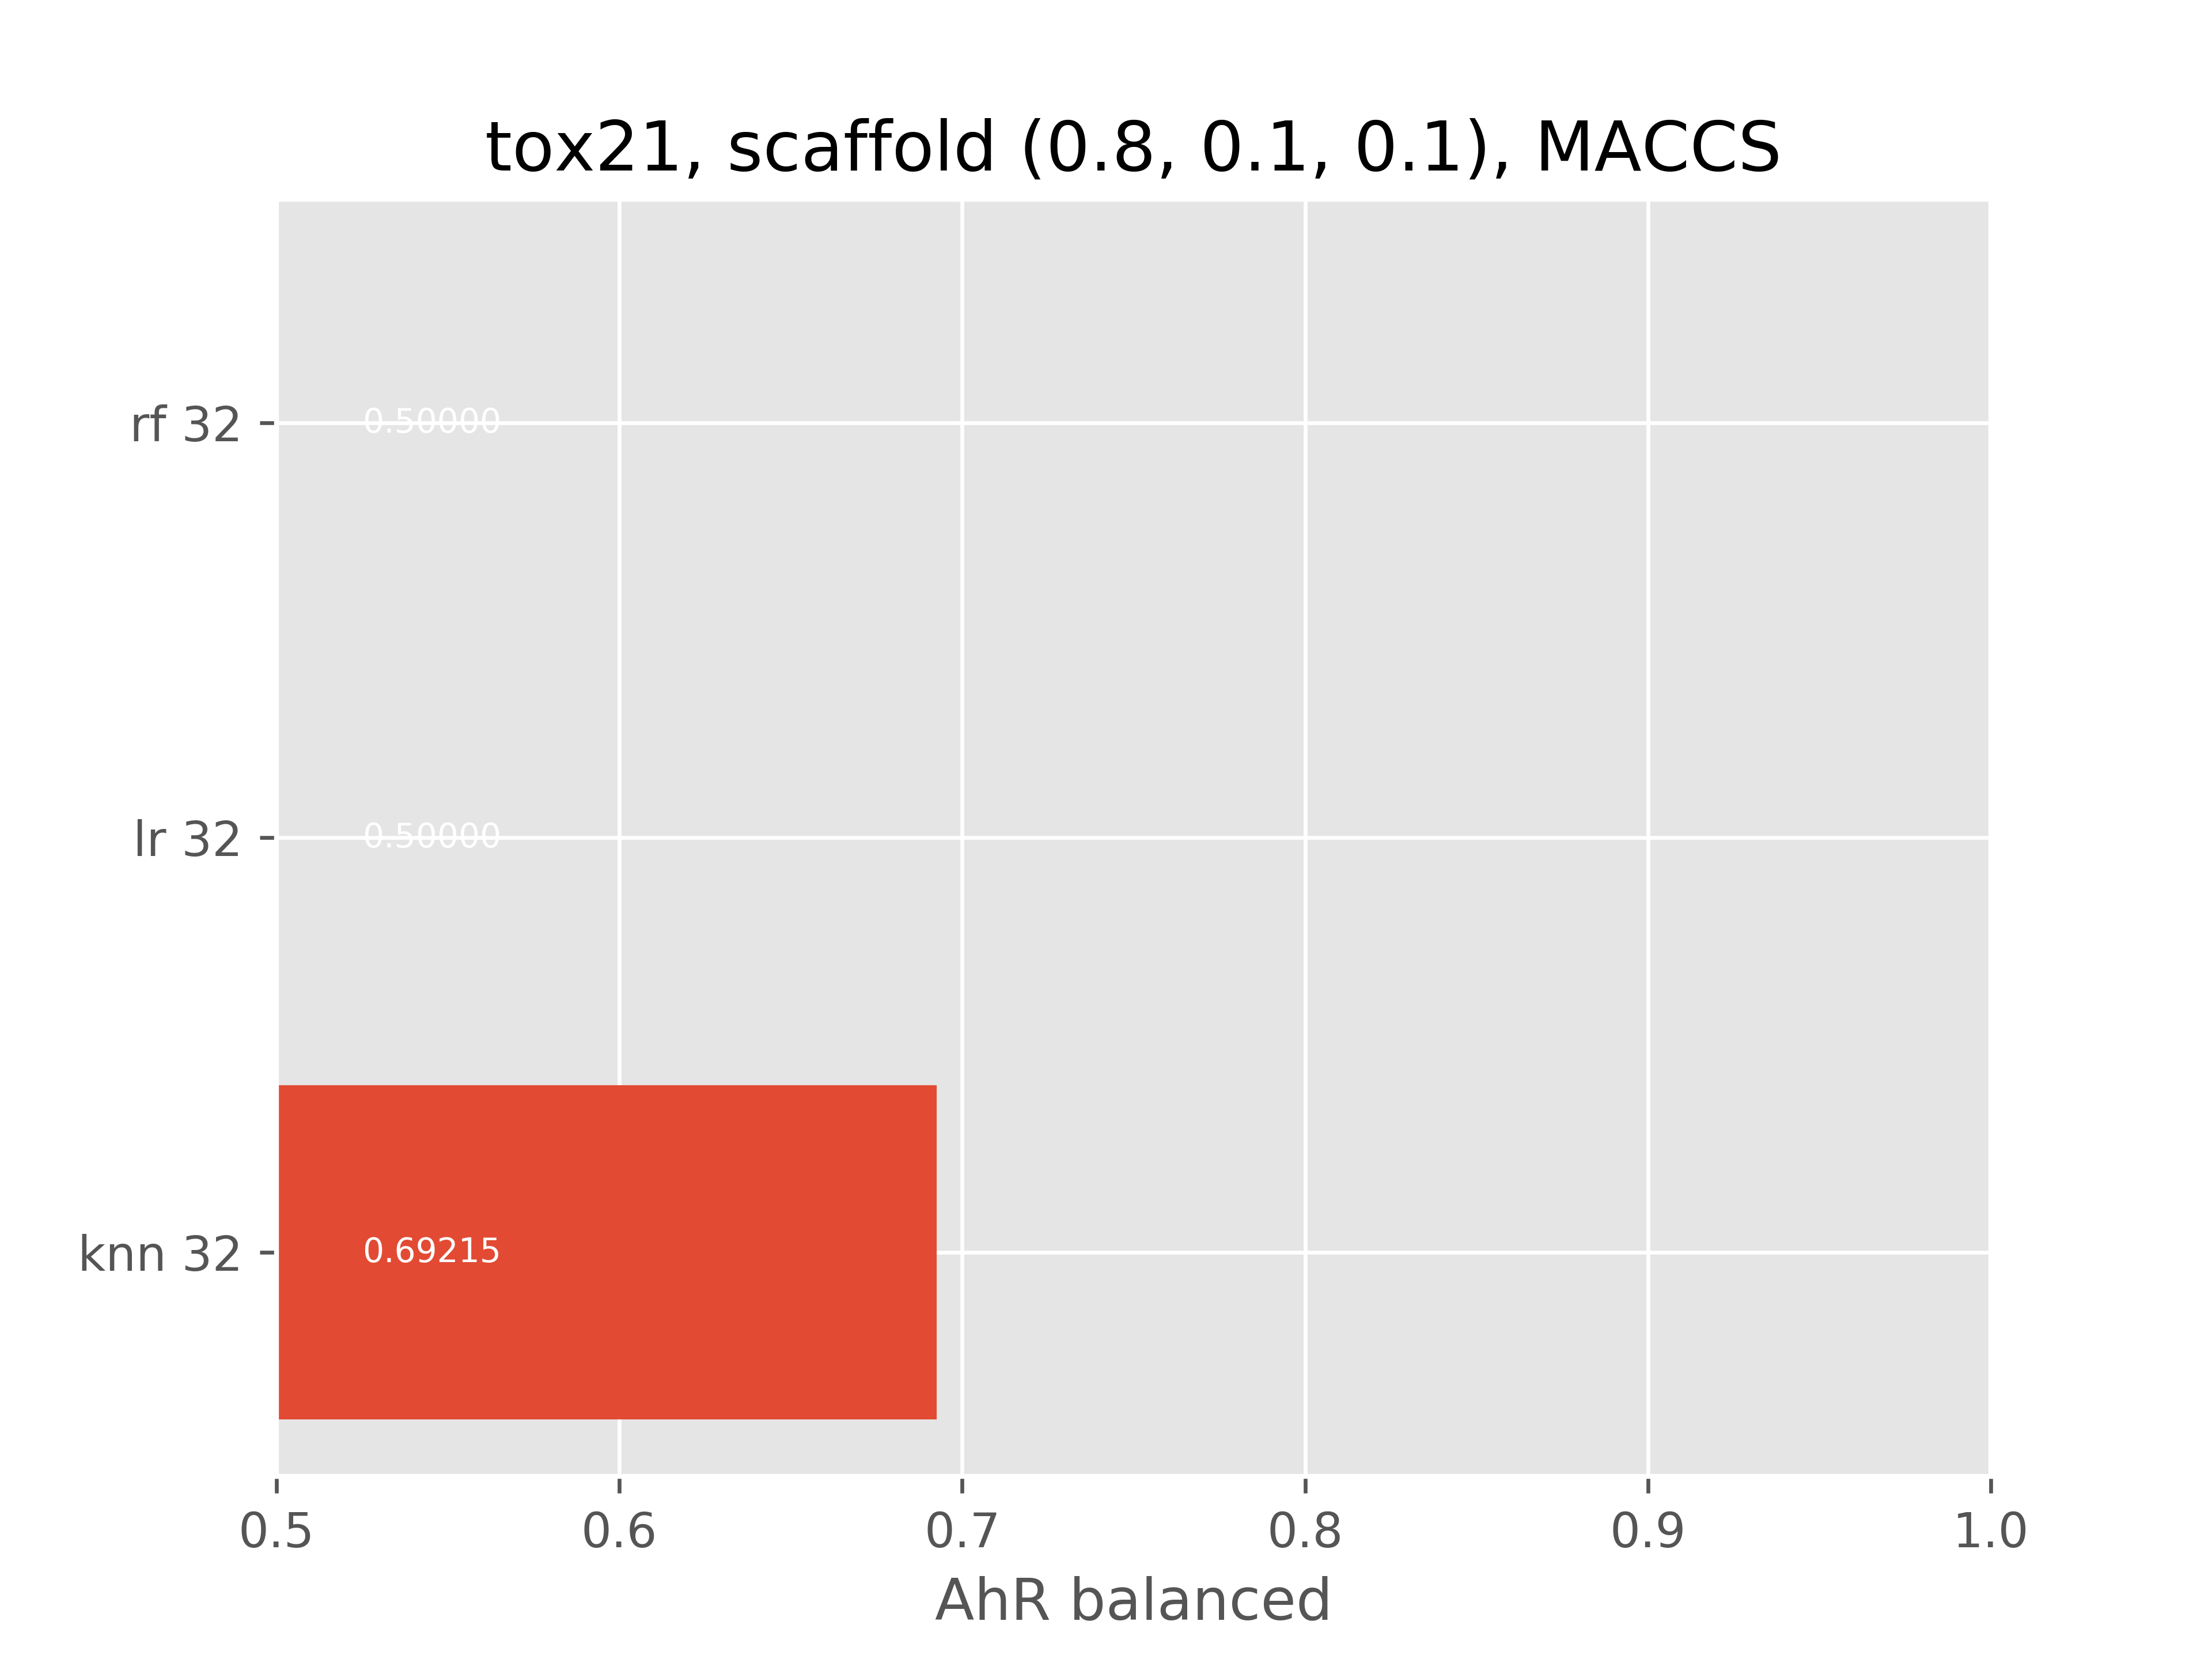 tox21, scaffold (0.8, 0.1, 0.1), MACCS
rf 32
0.50000
lr 32
0.50000
knn 32
0.69215
0.5 0.6 0.7 0.8 0.9 1.0
AhR balanced